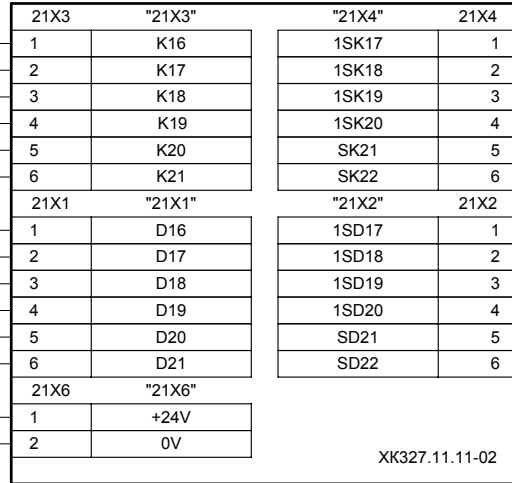 21X3 "21X3" "21X4" 21X4
1 K16 1SK17 1
2 K17 1SK18 2
3 K18 1SK19 3
4 K19 1SK20 4
5 K20 SK21 5
6 K21 SK22 6
21X1 "21X1" "21X2" 21X2
1 D16 1SD17 1
2 D17 1SD18 2
3 D18 1SD19 3
4 D19 1SD20 4
5 D20 SD21 5
6 D21 SD22 6
21X6 "21X6"
1 +24V
2 0V
ХК327.11.11-02